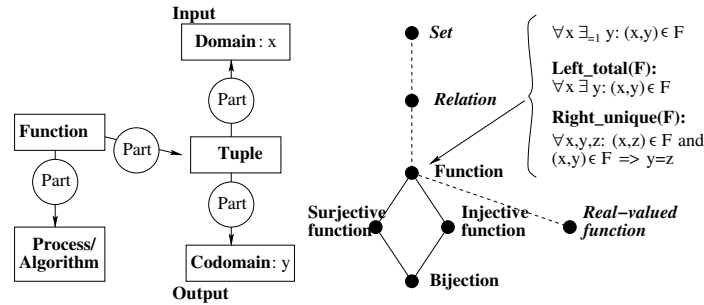 Input
Domain: x
Part
Function
Part
Tuple
Part
Part
Process/
Algorithm
Codomain: y
Output
Set
Relation
Function
Surjective
function
Injective
function
Real-valued
function
Bijection
∀x ∃=1 y: (x,y) ϵ F
Left_total(F):
∀x ∃ y: (x,y) ϵ F
Right_unique(F):
∀x,y,z: (x,z) ϵ F and
(x,y) ϵ F => y=z